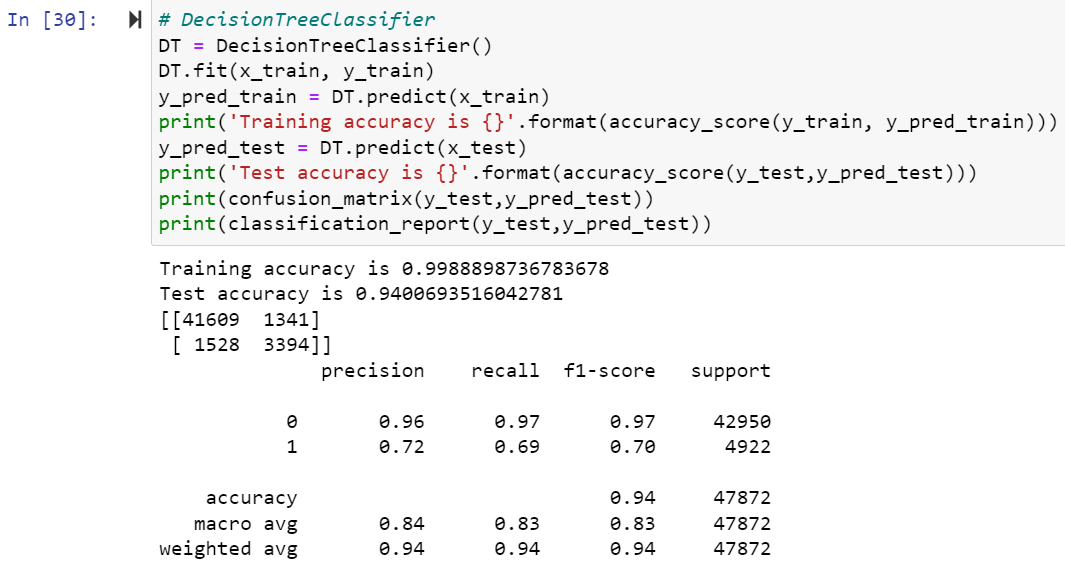 In [30]:
# DecisionTreeClassifier
DT = DecisionTreeClassifier()
DT.fit(x_train, y_train)
y_pred_train = DT.predict(x_train)
print('Training accuracy is {}'.format(accuracy_score(y_train, y_pred_train)))
y_pred_test = DT.predict(x_test)
print('Test accuracy is {}'.format(accuracy_score(y_test,y_pred_test)))
print(confusion_matrix(y_test,y_pred_test))
print(classification_report(y_test,y_pred_test))
Training accuracy is 0.9988898736783678
Test accuracy is 0.9400693516042781
[[41609  1341]
 [ 1528  3394]]
              precision    recall  f1-score   support
           0       0.96      0.97      0.97     42950
           1       0.72      0.69      0.70      4922
    accuracy                           0.94     47872
   macro avg       0.84      0.83      0.83     47872
weighted avg       0.94      0.94      0.94     47872